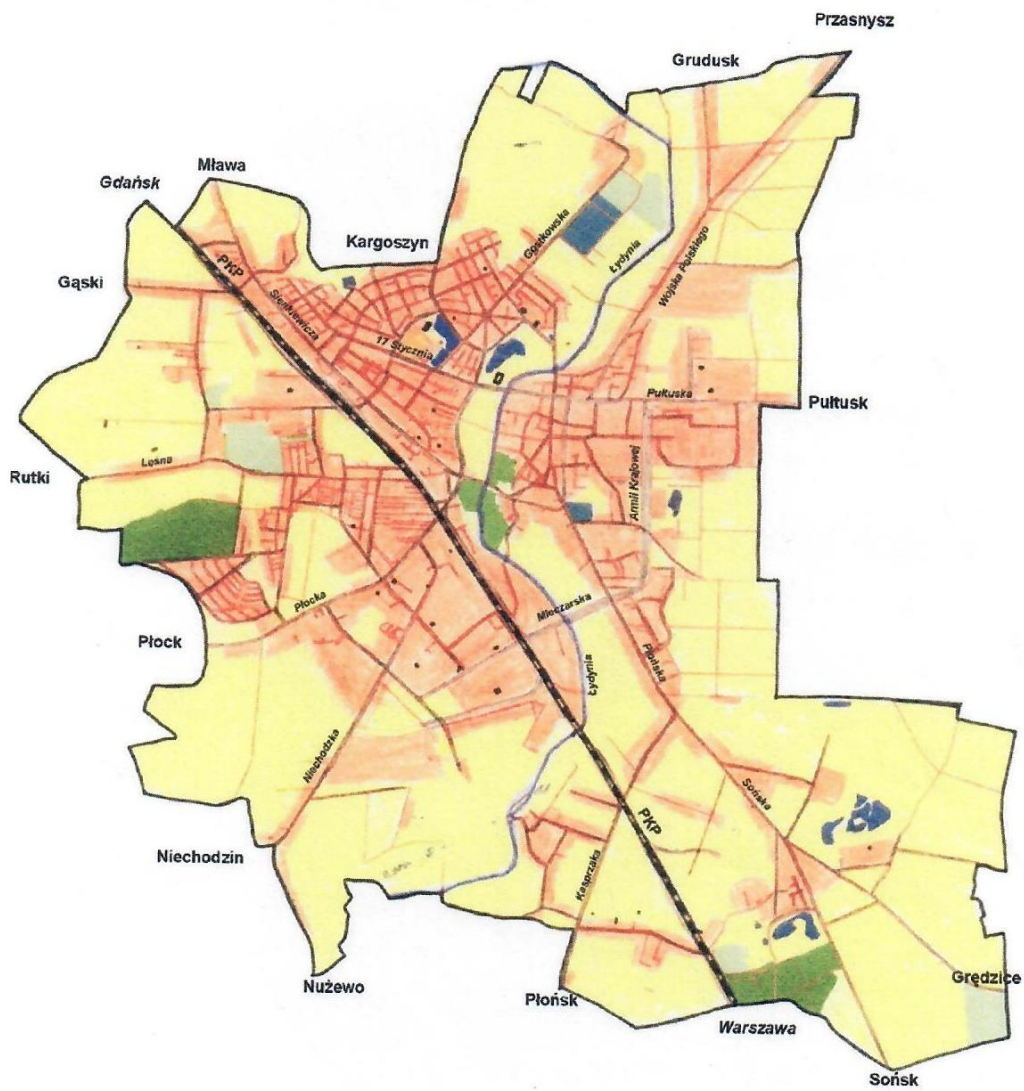 Przasnysz
Grudusk
Mława
Gdańsk
Kargoszyn
Gostkowska
Łydynia
Wojska Polskiego
PKP
Gąski
Sienkiewicza
17 Stycznia
Pułtuska
Pułtusk
Armii Krajowej
Leśna
Rutki
Płocka
Mleczarska
Płock
Łydynia
Płońska
Niechodzka
Sońska
PKP
Niechodzin
Kasprzaka
Nużewo
Płońsk
Grędzice
Warszawa
Sońsk